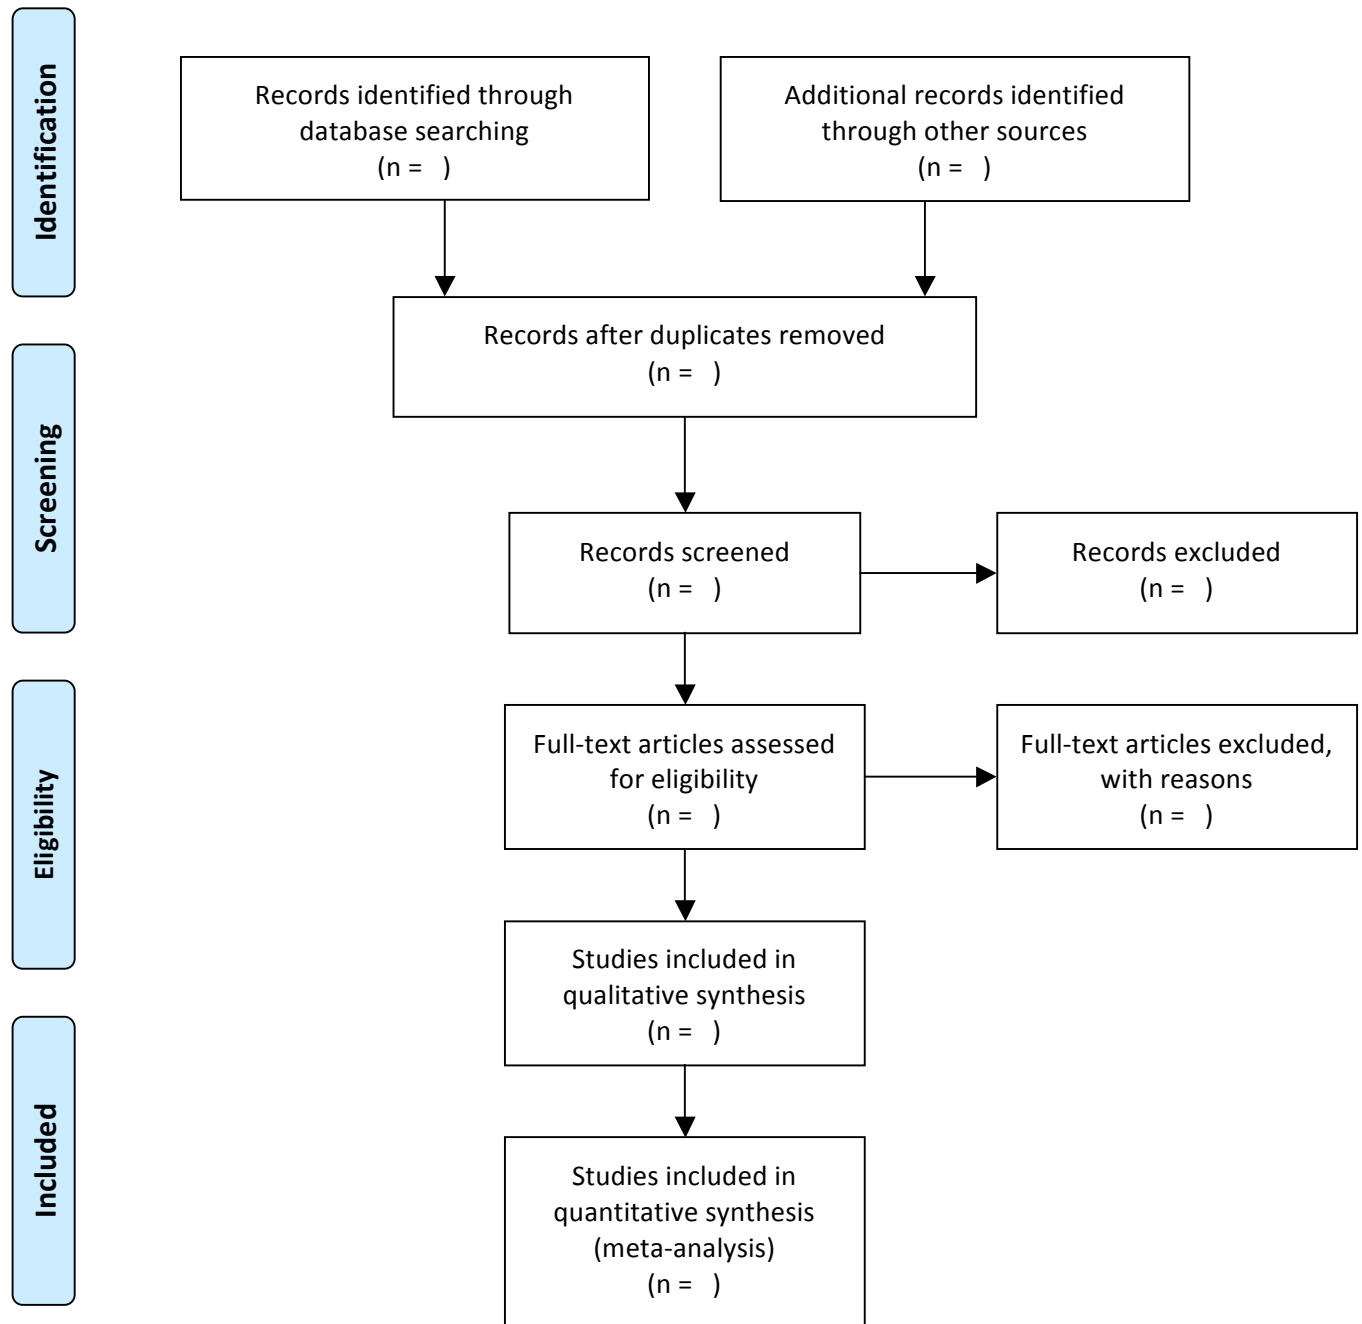 Identification
Records identified through
database searching
(n =   )
Additional records identified
through other sources
(n =   )
Records after duplicates removed
(n =   )
Screening
Records screened
(n =   )
Records excluded
(n =   )
Eligibility
Full-text articles assessed
for eligibility
(n =   )
Full-text articles excluded,
with reasons
(n =   )
Studies included in
qualitative synthesis
(n =   )
Included
Studies included in
quantitative synthesis
(meta-analysis)
(n =   )